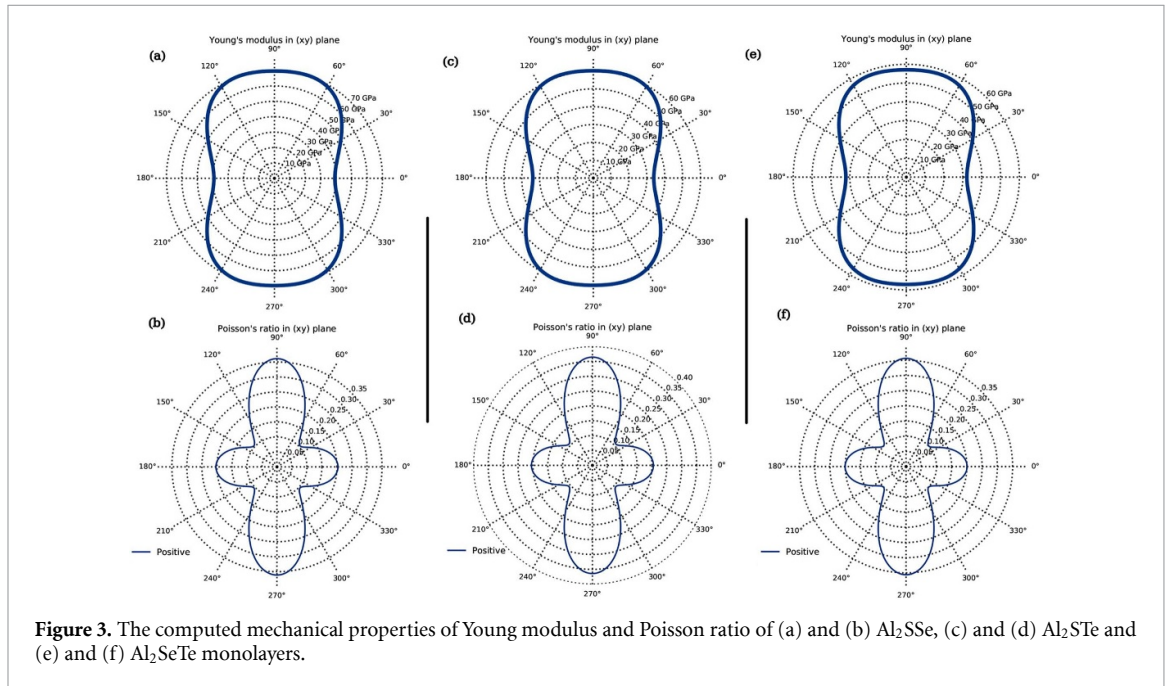 (a)
Young's modulus in (xy) plane
90°
120° 60°
150° 30°
180° 0°
210° 330°
240° 300°
270°
70 GPa
60 GPa
50 GPa
40 GPa
30 GPa
20 GPa
10 GPa
(c)
Young's modulus in (xy) plane
90°
120° 60°
150° 30°
180° 0°
210° 330°
240° 300°
270°
60 GPa
50 GPa
40 GPa
30 GPa
20 GPa
10 GPa
(e)
Young's modulus in (xy) plane
90°
120° 60°
150° 30°
180° 0°
210° 330°
240° 300°
270°
60 GPa
50 GPa
40 GPa
30 GPa
20 GPa
10 GPa
(b)
Poisson's ratio in (xy) plane
90°
120° 60°
150° 30°
180° 0°
210° 330°
240° 300°
270°
0.35
0.30
0.25
0.20
0.15
0.10
0.05
Positive
(d)
Poisson's ratio in (xy) plane
90°
120° 60°
150° 30°
180° 0°
210° 330°
240° 300°
270°
0.40
0.35
0.30
0.25
0.20
0.15
0.10
0.05
Positive
(f)
Poisson's ratio in (xy) plane
90°
120° 60°
150° 30°
180° 0°
210° 330°
240° 300°
270°
0.35
0.30
0.25
0.20
0.15
0.10
0.05
Positive
Figure 3. The computed mechanical properties of Young modulus and Poisson ratio of (a) and (b) Al₂SSe, (c) and (d) Al₂STe and
(e) and (f) Al₂SeTe monolayers.